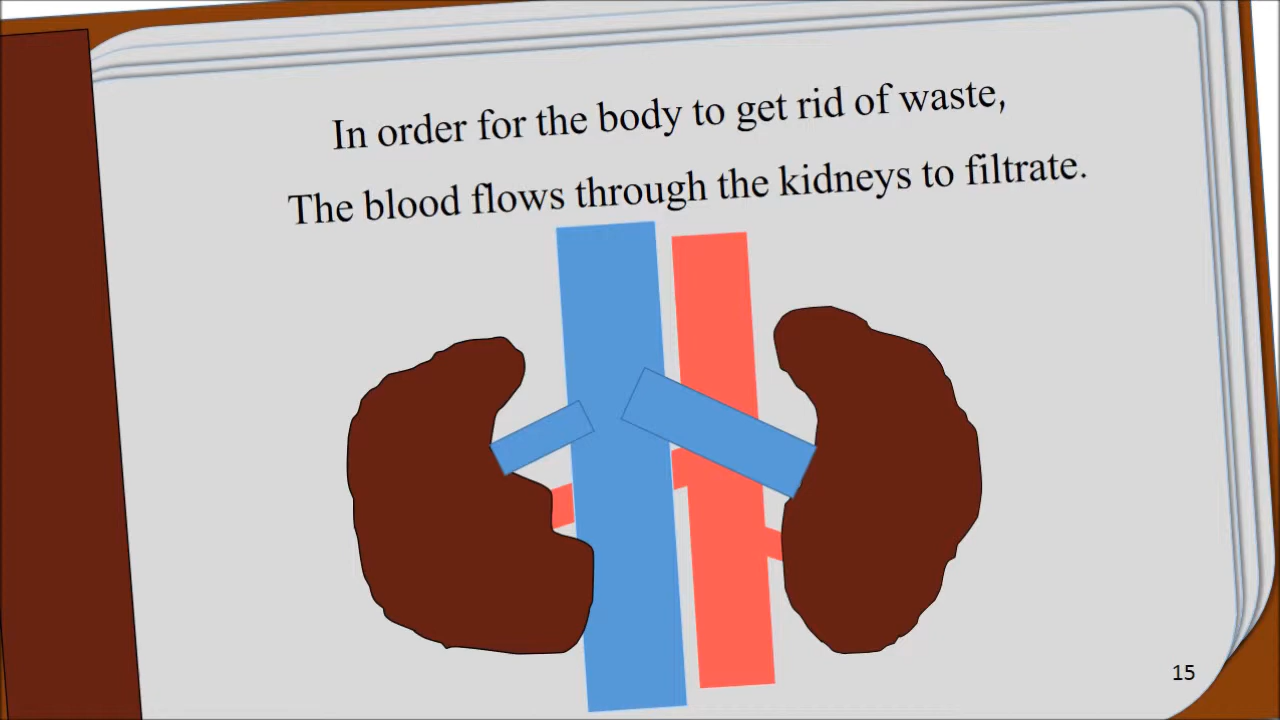 In order for the body to get rid of waste,
The blood flows through the kidneys to filtrate.
15